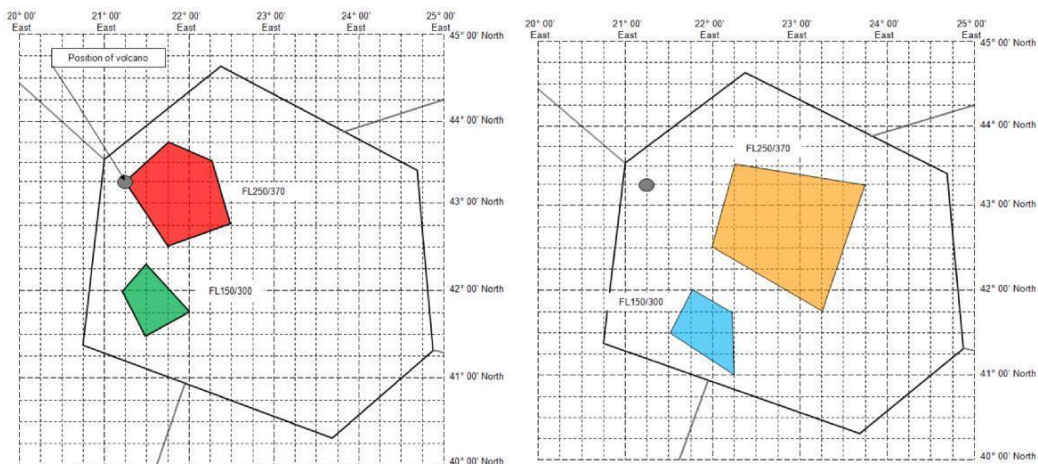 20° 00' East
21° 00' East
22° 00' East
23° 00' East
24° 00' East
25° 00' East
45° 00' North
Position of volcano
44° 00' North
FL250/370
43° 00' North
42° 00' North
FL150/300
41° 00' North
40° 00' North
20° 00' East
21° 00' East
22° 00' East
23° 00' East
24° 00' East
25° 00' East
45° 00' North
44° 00' North
FL250/370
43° 00' North
42° 00' North
FL150/300
41° 00' North
40° 00' North